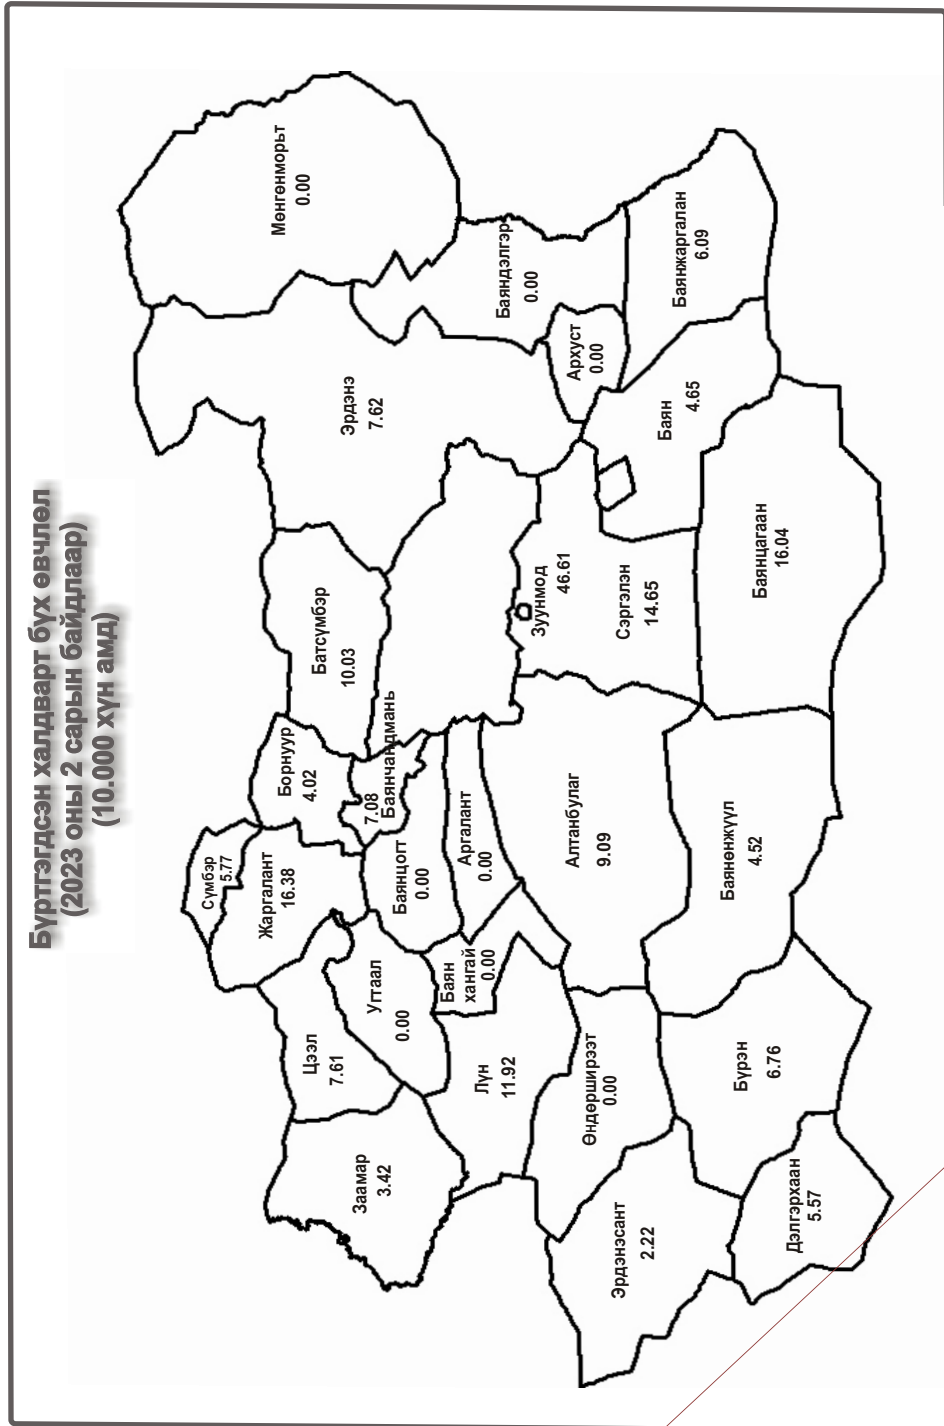 Бүртгэгдсэн халдварт бүх өвчлөл
(2023 оны 2 сарын байдлаар)
(10.000 хүн амд)
Мөнгөнморьт
0.00
Сүмбэр
5.77
Жаргалант
16.38
Борнуур
4.02
Батсүмбэр
10.03
Эрдэнэ
7.62
Баяндэлгэр
0.00
Заамар
3.42
Цээл
7.61
Угтаал
0.00
Баянцогт
0.00
7.08
Баянчандмань
Баян
хангай
0.00
Аргалант
0.00
Лүн
11.92
Архуст
0.00
Зуунмод
46.61
Алтанбулаг
9.09
Өндөрширээт
0.00
Эрдэнэсант
2.22
Сэргэлэн
14.65
Баян
4.65
Баянжаргалан
6.09
Бүрэн
6.76
Баянөнжүүл
4.52
Баянцагаан
16.04
Дэлгэрхаан
5.57